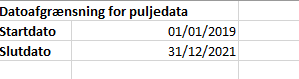 Datoafgrænsning for puljedata
Startdato 01/01/2019
Slutdato 31/12/2021